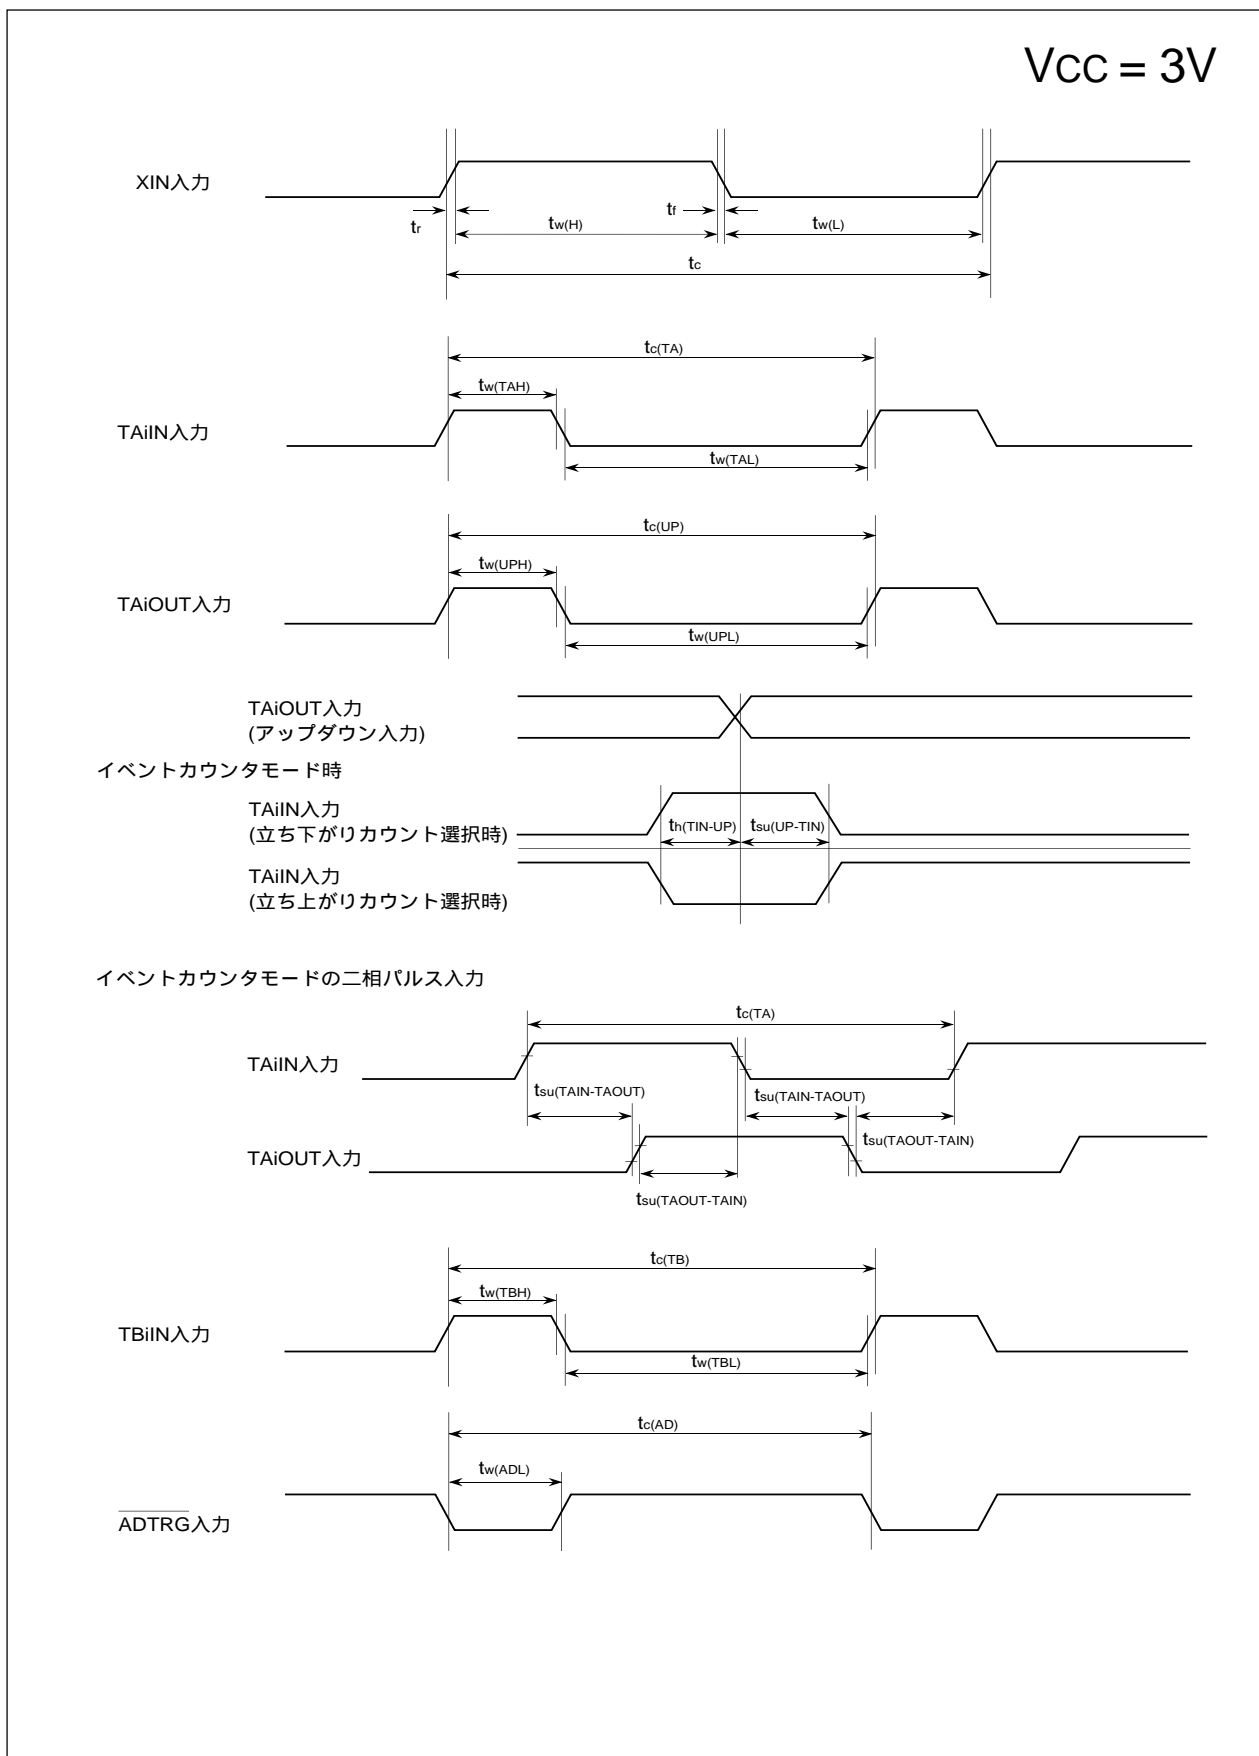 VCC = 3V
XIN入力
tr
tw(H)
tf
tw(L)
tc
tc(TA)
tw(TAH)
TAiIN入力
tw(TAL)
tc(UP)
tw(UPH)
TAiOUT入力
tw(UPL)
TAiOUT入力
(アップダウン入力)
イベントカウンタモード時
TAiIN入力
(立ち下がりカウント選択時)
th(TIN-UP)
tsu(UP-TIN)
TAiIN入力
(立ち上がりカウント選択時)
イベントカウンタモードの二相パルス入力
tc(TA)
TAiIN入力
tsu(TAIN-TAOUT)
tsu(TAIN-TAOUT)
tsu(TAOUT-TAIN)
TAiOUT入力
tsu(TAOUT-TAIN)
tc(TB)
tw(TBH)
TBiIN入力
tw(TBL)
tc(AD)
tw(ADL)
ADTRG入力